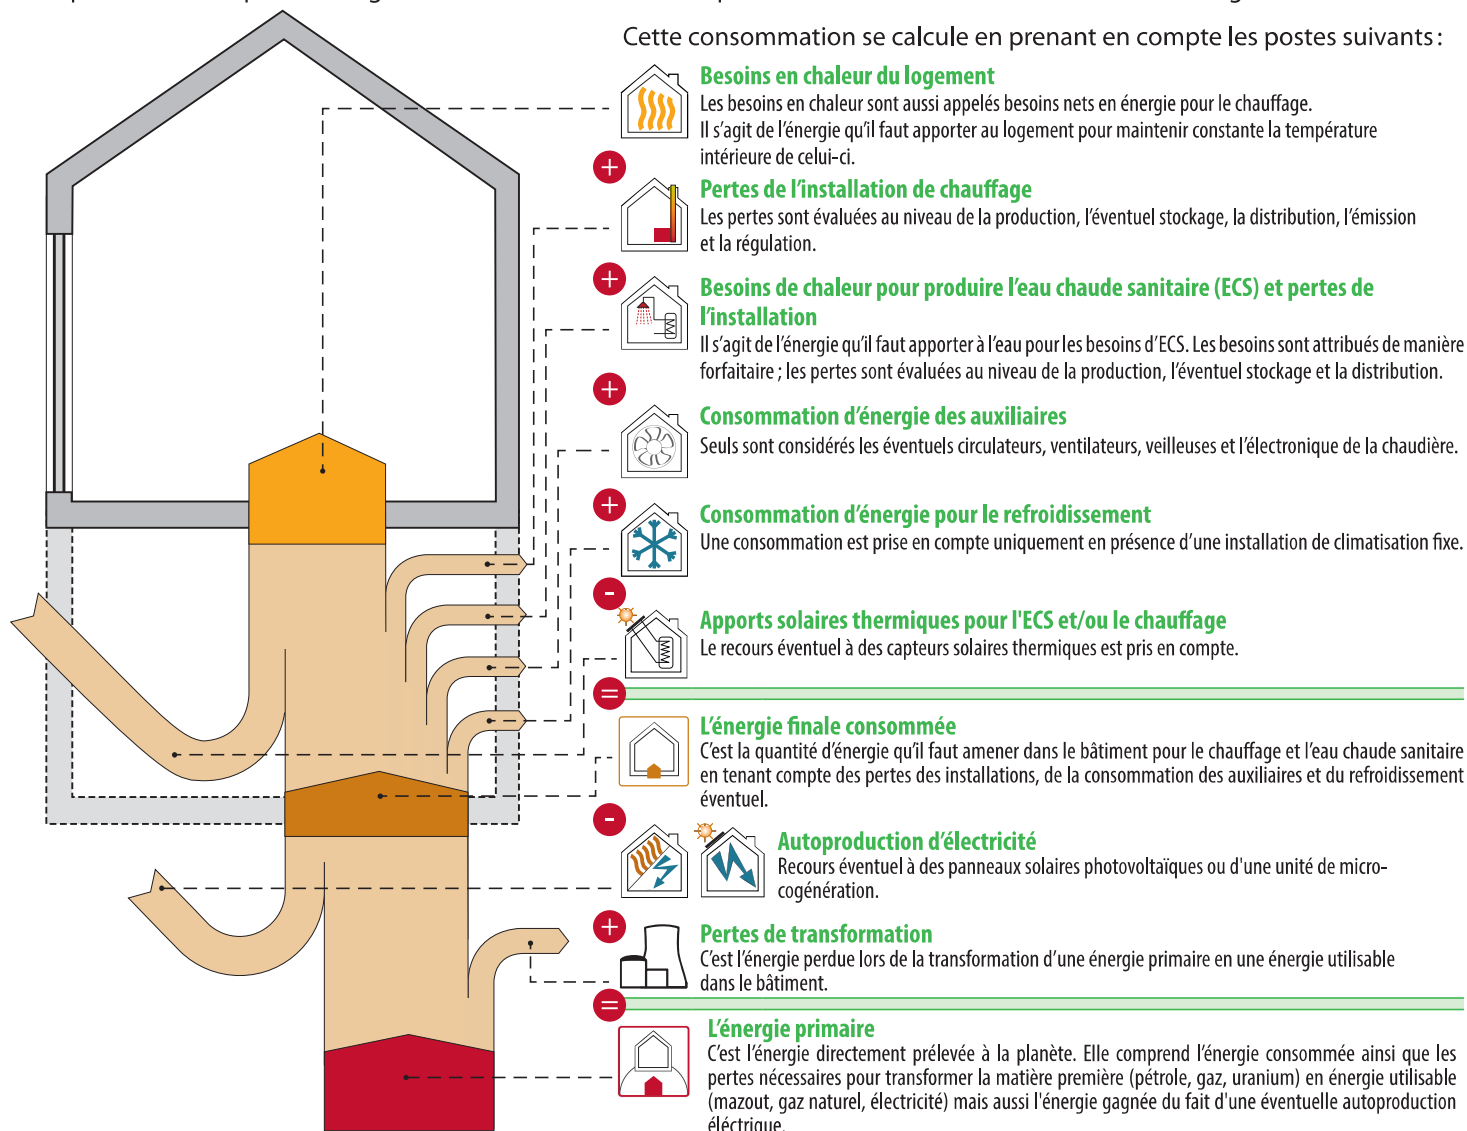 Cette consommation se calcule en prenant en compte les postes suivants :
Besoins en chaleur du logement
Les besoins en chaleur sont aussi appelés besoins nets en énergie pour le chauffage.
Il s'agit de l'énergie qu'il faut apporter au logement pour maintenir constante la température
intérieure de celui-ci.
+
Pertes de l'installation de chauffage
Les pertes sont évaluées au niveau de la production, l'éventuel stockage, la distribution, l'émission
et la régulation.
+
Besoins de chaleur pour produire l'eau chaude sanitaire (ECS) et pertes de
l'installation
Il s'agit de l'énergie qu'il faut apporter à l'eau pour les besoins d'ECS. Les besoins sont attribués de manière
forfaitaire ; les pertes sont évaluées au niveau de la production, l'éventuel stockage et la distribution.
+
Consommation d'énergie des auxiliaires
Seuls sont considérés les éventuels circulateurs, ventilateurs, veilleuses et l'électronique de la chaudière.
+
Consommation d'énergie pour le refroidissement
Une consommation est prise en compte uniquement en présence d'une installation de climatisation fixe.
-
Apports solaires thermiques pour l'ECS et/ou le chauffage
Le recours éventuel à des capteurs solaires thermiques est pris en compte.
=
L'énergie finale consommée
C'est la quantité d'énergie qu'il faut amener dans le bâtiment pour le chauffage et l'eau chaude sanitaire
en tenant compte des pertes des installations, de la consommation des auxiliaires et du refroidissement
éventuel.
-
Autoproduction d'électricité
Recours éventuel à des panneaux solaires photovoltaïques ou d'une unité de micro-
cogénération.
+
Pertes de transformation
C'est l'énergie perdue lors de la transformation d'une énergie primaire en une énergie utilisable
dans le bâtiment.
=
L'énergie primaire
C'est l'énergie directement prélevée à la planète. Elle comprend l'énergie consommée ainsi que les
pertes nécessaires pour transformer la matière première (pétrole, gaz, uranium) en énergie utilisable
(mazout, gaz naturel, électricité) mais aussi l'énergie gagnée du fait d'une éventuelle autoproduction
éléctrique.